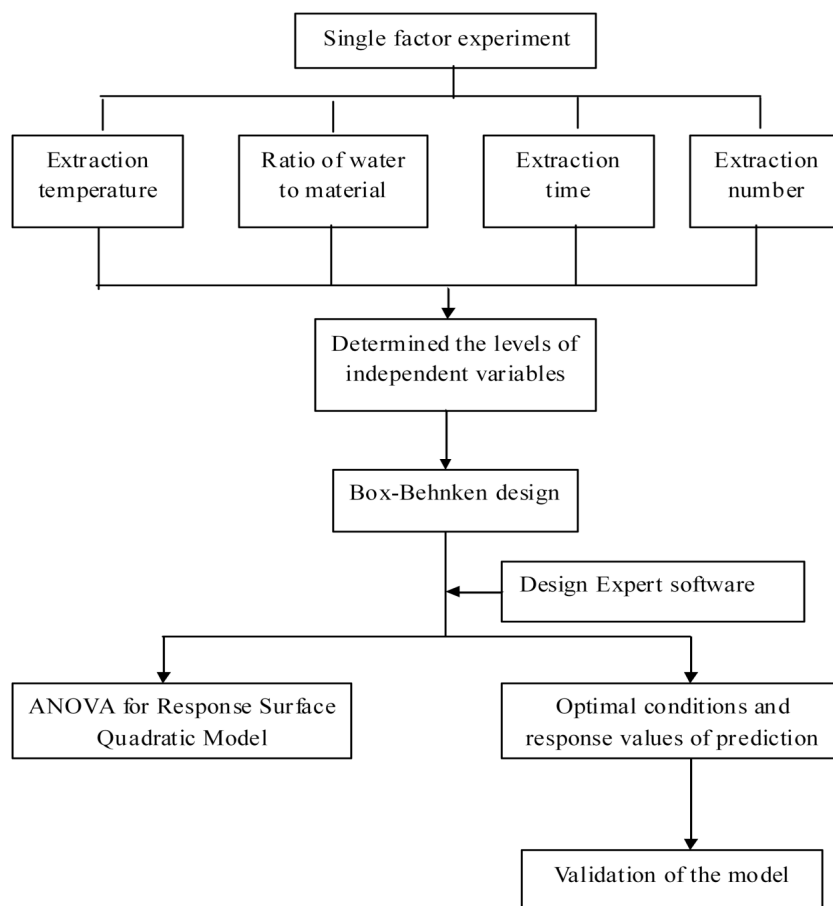 Single factor experiment
Extraction
temperature
Ratio of water
to material
Extraction
time
Extraction
number
Determined the levels of
independent variables
Box-Behnken design
Design Expert software
ANOVA for Response Surface
Quadratic Model
Optimal conditions and
response values of prediction
Validation of the model